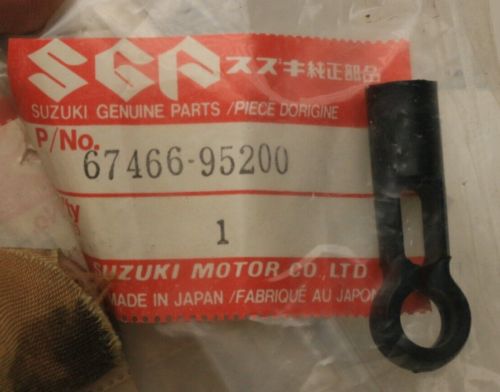 SGP スズキ純正部品
SUZUKI GENUINE PARTS / PIECE DORIGINE
P/No.
67466-95200
1
SUZUKI MOTOR CO., LTD
MADE IN JAPAN / FABRIQUÉ AU JAPON